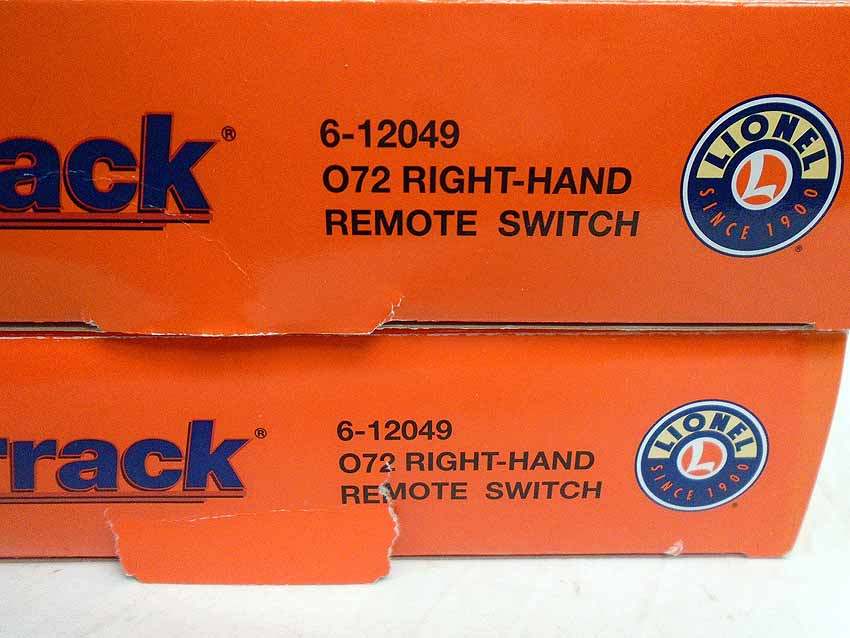 ack®
6-12049
O72 RIGHT-HAND
REMOTE SWITCH
LIONEL
L
SINCE 1900
®
rrack®
6-12049
O72 RIGHT-HAND
REMOTE SWITCH
LIONEL
L
SINCE 1900
®